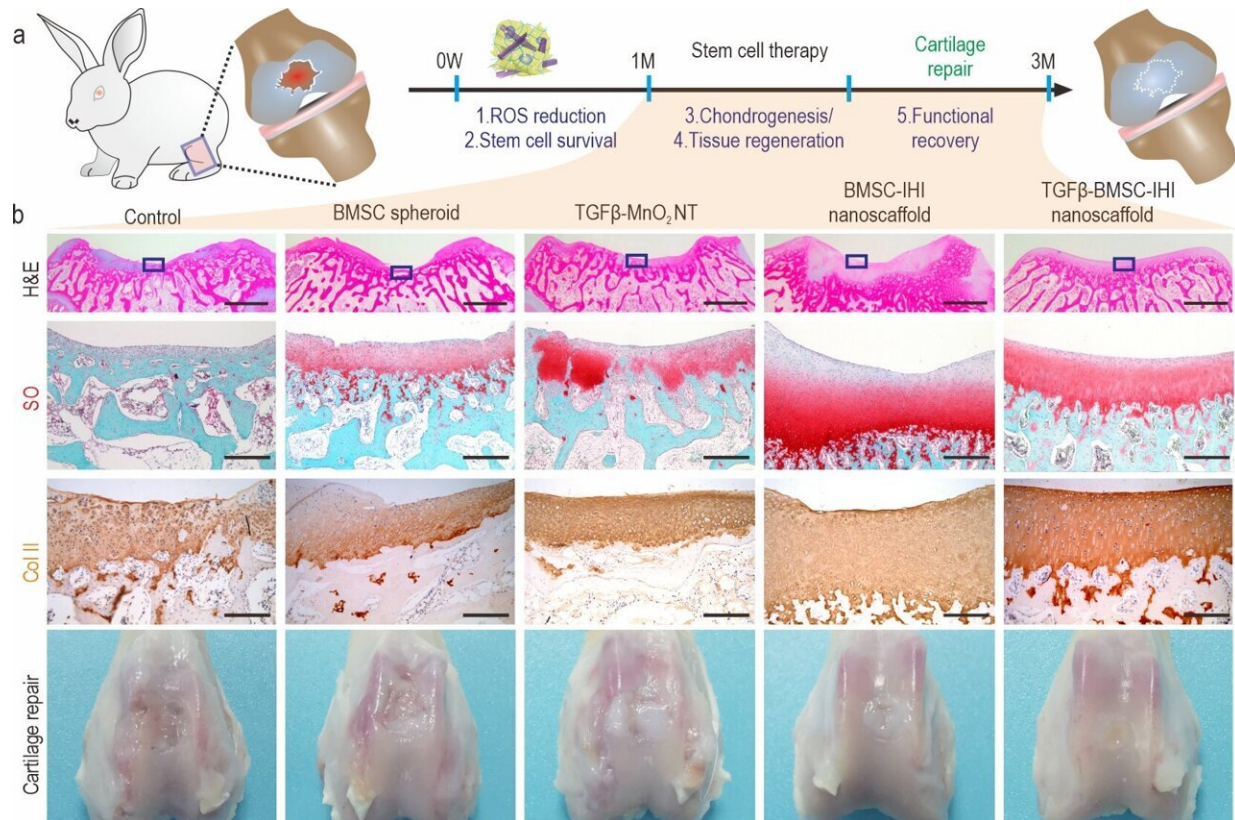 a
0W
1M
Stem cell therapy
Cartilage
repair
3M
1.ROS reduction
2.Stem cell survival
3.Chondrogenesis/
4.Tissue regeneration
5.Functional
recovery
b
Control
BMSC spheroid
TGFβ-MnO₂NT
BMSC-IHI
nanoscaffold
TGFβ-BMSC-IHI
nanoscaffold
H&E
SO
Col II
Cartilage repair